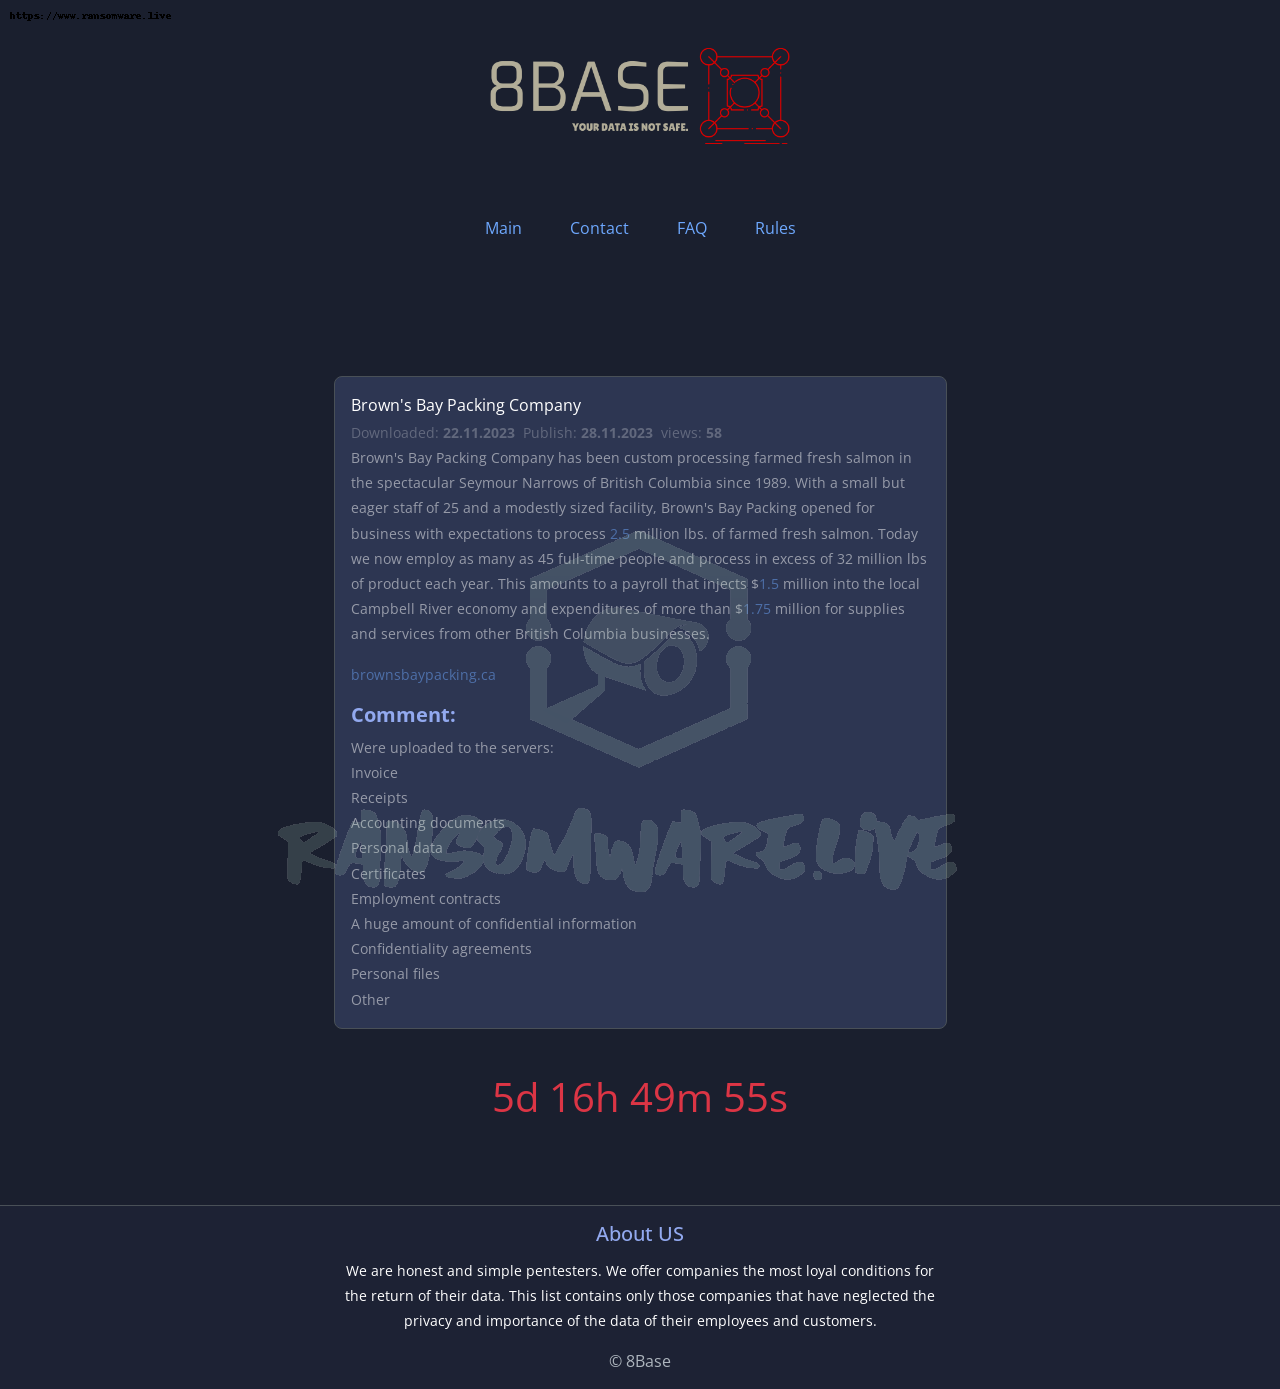 https://www.ransomware.live
8BASE
YOUR DATA IS NOT SAFE.
Main Contact FAQ Rules
Brown's Bay Packing Company
Downloaded: 22.11.2023 Publish: 28.11.2023 views: 58
Brown's Bay Packing Company has been custom processing farmed fresh salmon in
the spectacular Seymour Narrows of British Columbia since 1989. With a small but
eager staff of 25 and a modestly sized facility, Brown's Bay Packing opened for
business with expectations to process 2.5 million lbs. of farmed fresh salmon. Today
we now employ as many as 45 full-time people and process in excess of 32 million lbs
of product each year. This amounts to a payroll that injects $1.5 million into the local
Campbell River economy and expenditures of more than $1.75 million for supplies
and services from other British Columbia businesses.
brownsbaypacking.ca
Comment:
Were uploaded to the servers:
Invoice
Receipts
Accounting documents
Personal data
Certificates
Employment contracts
A huge amount of confidential information
Confidentiality agreements
Personal files
Other
RANSOMWARE.LIVE
5d 16h 49m 55s
About US
We are honest and simple pentesters. We offer companies the most loyal conditions for
the return of their data. This list contains only those companies that have neglected the
privacy and importance of the data of their employees and customers.
© 8Base